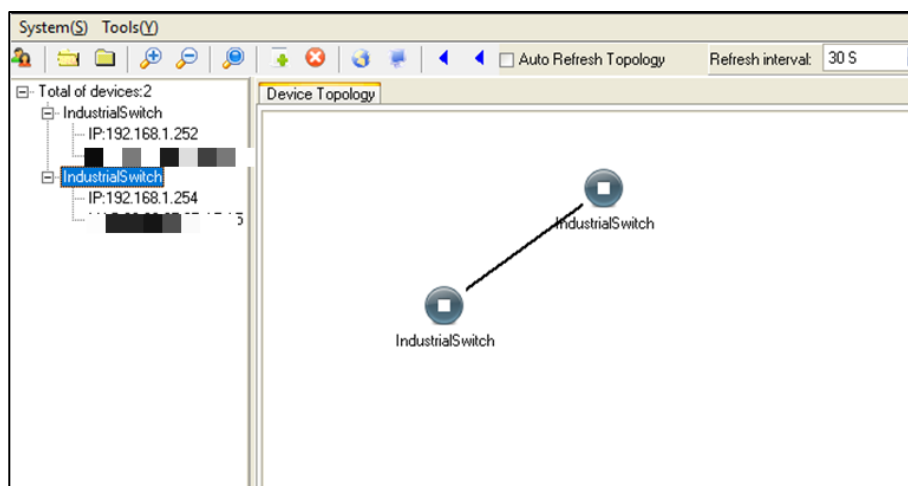 System(S) Tools(Y)
Auto Refresh Topology Refresh interval: 30 S
Total of devices:2
IndustrialSwitch
IP:192.168.1.252
IndustrialSwitch
IP:192.168.1.254
Device Topology
IndustrialSwitch
IndustrialSwitch